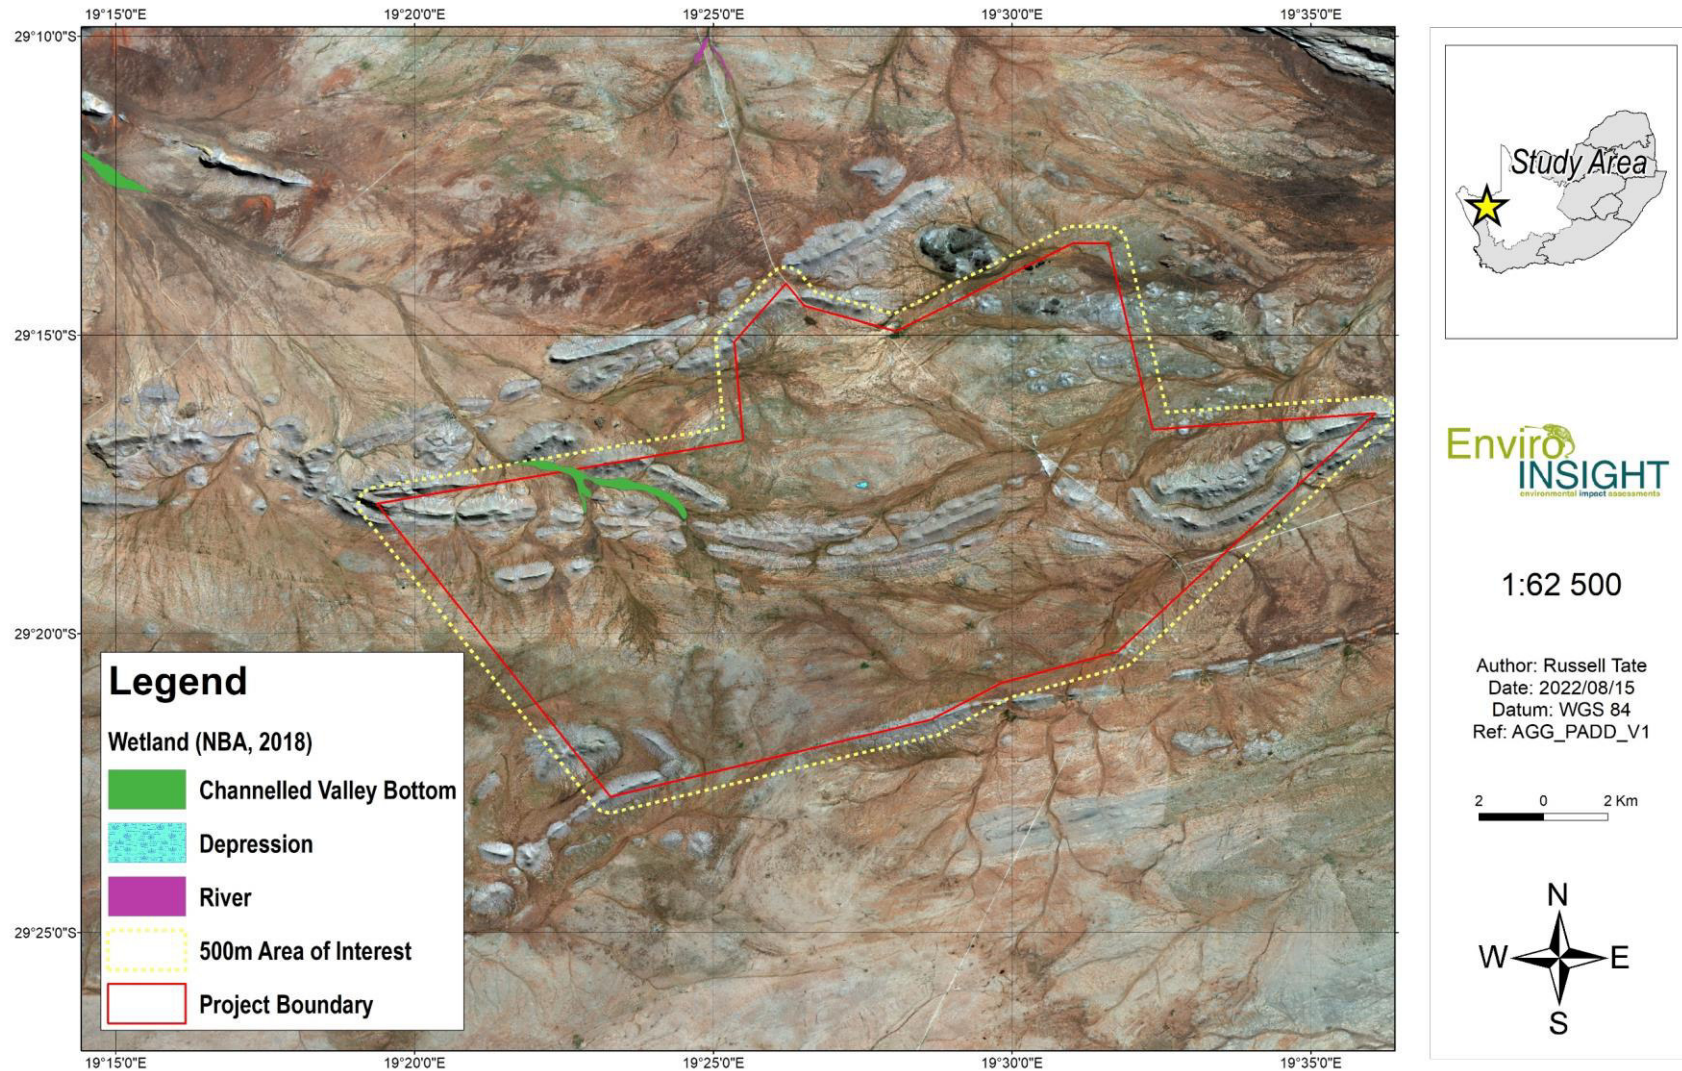 19°15'0"E
19°20'0"E
19°25'0"E
19°30'0"E
19°35'0"E
29°10'0"S
29°15'0"S
29°20'0"S
29°25'0"S
Legend
Wetland (NBA, 2018)
Channelled Valley Bottom
Depression
River
500m Area of Interest
Project Boundary
19°15'0"E
19°20'0"E
19°25'0"E
19°30'0"E
19°35'0"E
Study Area
Enviro
INSIGHT
environmental impact assessments
1:62 500
Author: Russell Tate
Date: 2022/08/15
Datum: WGS 84
Ref: AGG_PADD_V1
2 0 2 Km
N
W E
S